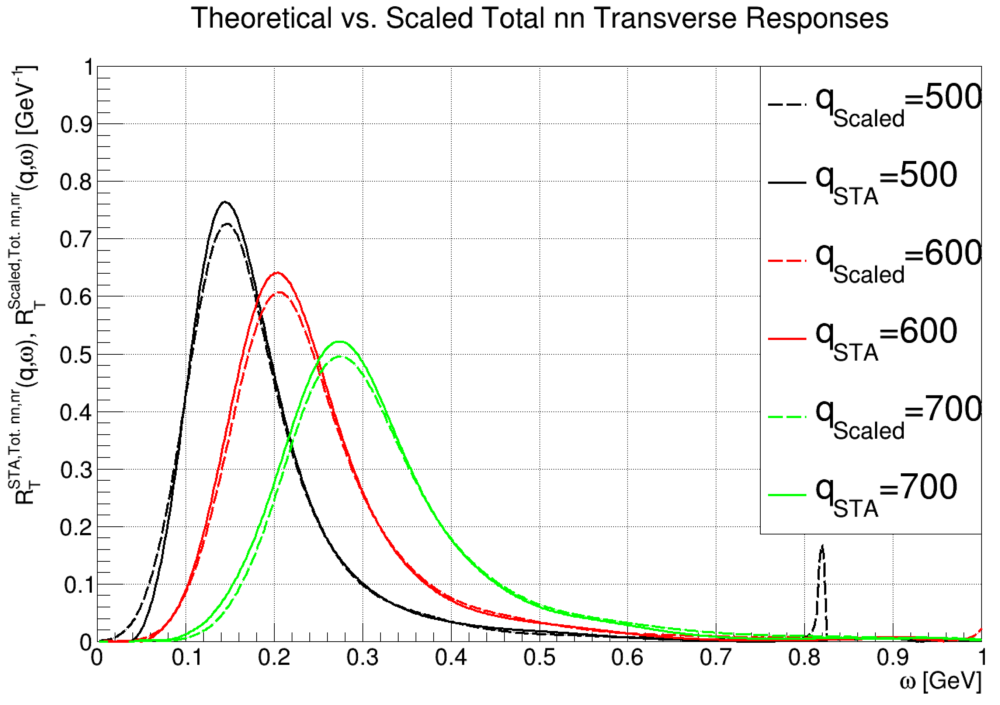 Theoretical vs. Scaled Total nn Transverse Responses
R_T^STA,Tot. nn,nr(q,ω), R_T^Scaled,Tot. nn,nr(q,ω) [GeV^-1]
1
0.9
0.8
0.7
0.6
0.5
0.4
0.3
0.2
0.1
0
q_Scaled=500
q_STA=500
q_Scaled=600
q_STA=600
q_Scaled=700
q_STA=700
0 0.1 0.2 0.3 0.4 0.5 0.6 0.7 0.8 0.9 1
ω [GeV]